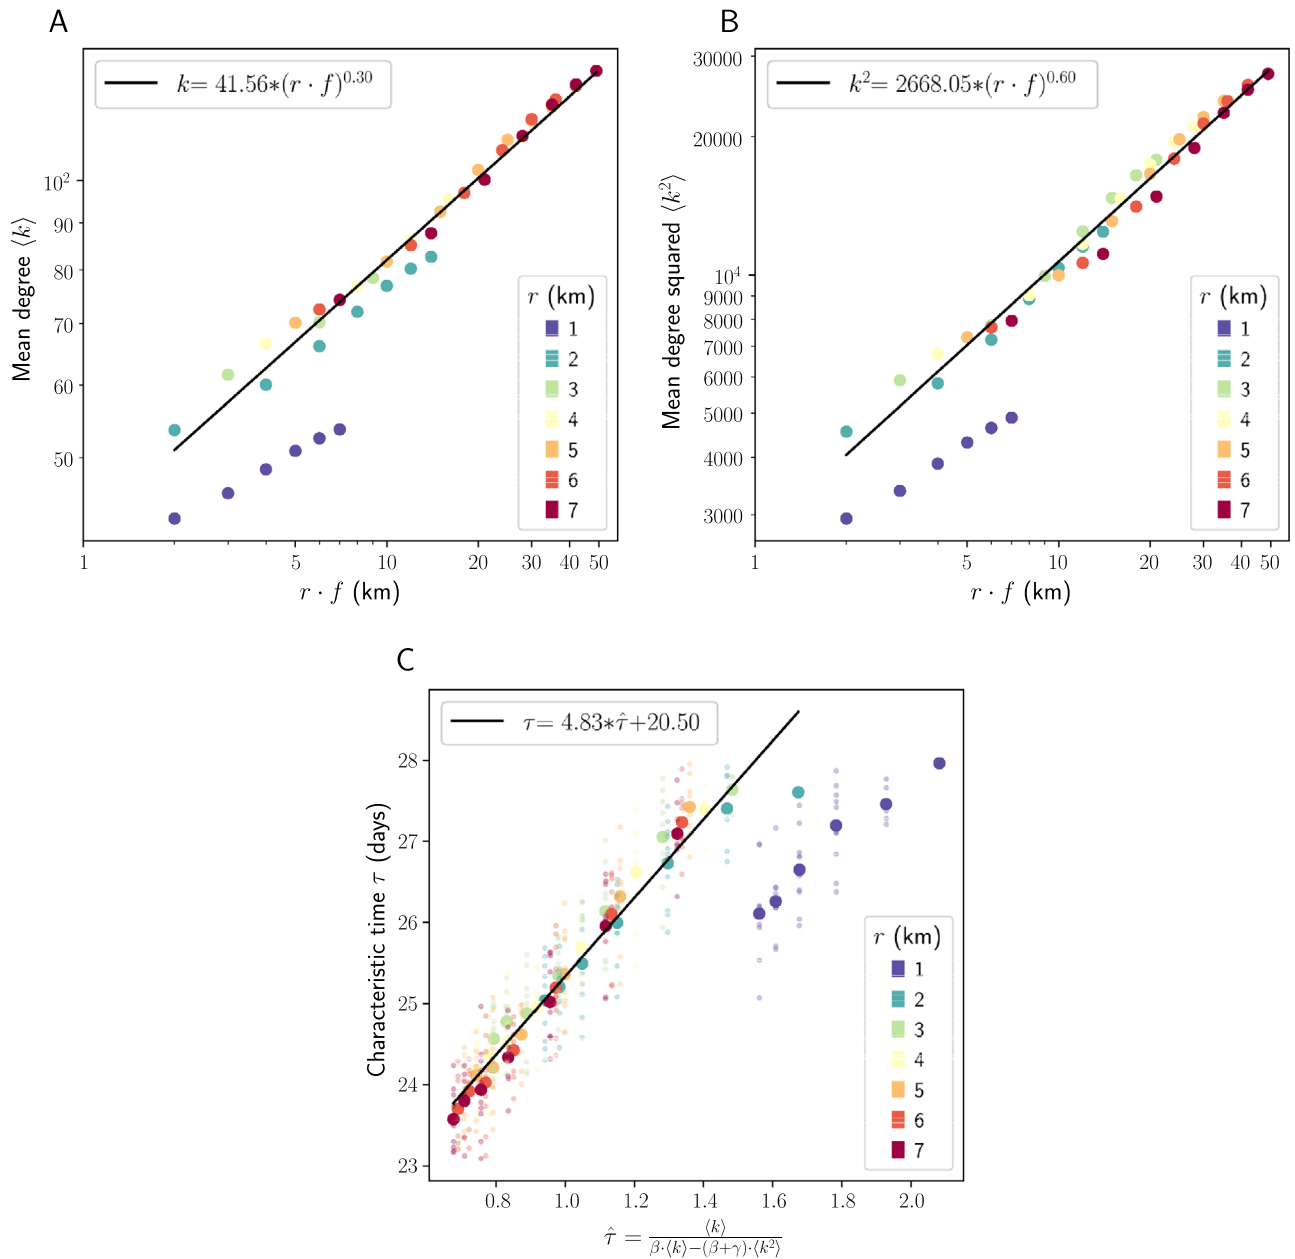 A
k= 41.56*(r · f)^0.30
Mean degree ⟨k⟩
10^2
90
80
70
60
50
r (km)
1
2
3
4
5
6
7
1 5 10 20 30 40 50
r · f (km)
B
k^2= 2668.05*(r · f)^0.60
Mean degree squared ⟨k^2⟩
30000
20000
10^4
9000
8000
7000
6000
5000
4000
3000
r (km)
1
2
3
4
5
6
7
1 5 10 20 30 40 50
r · f (km)
C
τ= 4.83*τ̂+20.50
Characteristic time τ (days)
28
27
26
25
24
23
r (km)
1
2
3
4
5
6
7
0.8 1.0 1.2 1.4 1.6 1.8 2.0
τ̂ = ⟨k⟩ / β·⟨k⟩−(β+γ)·⟨k^2⟩